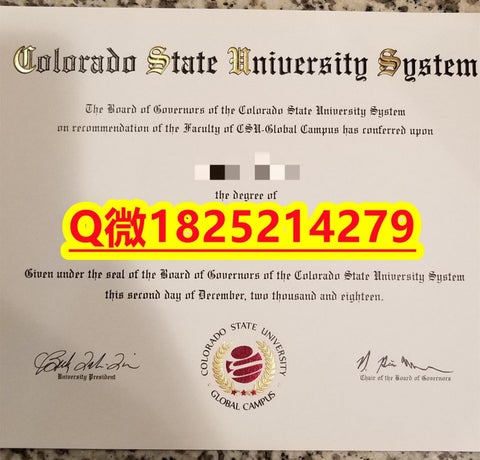 Colorado State University System
The Board of Governors of the Colorado State University System
on recommendation of the Faculty of CSU-Global Campus has conferred upon
the degree of
Q微1825214279
Given under the seal of the Board of Governors of the Colorado State University System
this second day of December, two thousand and eighteen.
University President
COLORADO STATE UNIVERSITY
GLOBAL CAMPUS
Chair of the Board of Governors